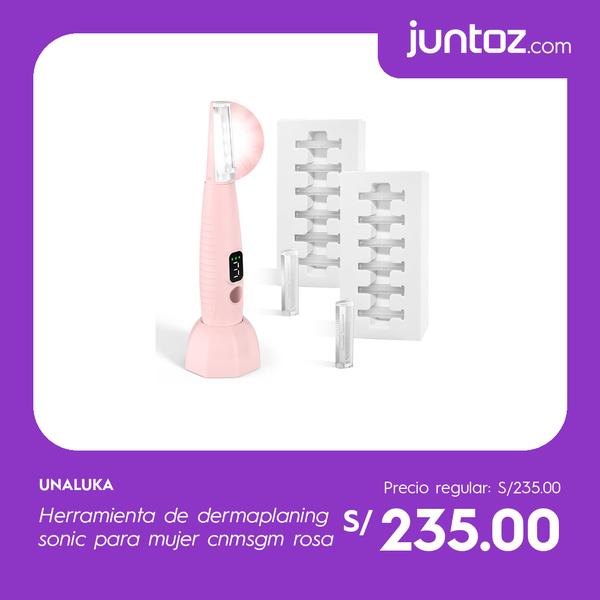 juntoz.com
UNALUKA
Herramienta de dermaplaning
sonic para mujer cnmsgm rosa
Precio regular: S/235.00
S/ 235.00